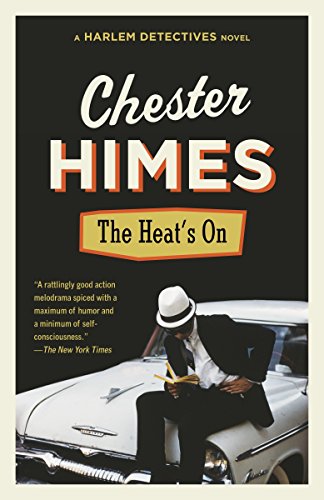 A HARLEM DETECTIVES NOVEL
Chester
HIMES
The Heat's On
"A rattlingly good action
melodrama spiced with a
maximum of humor and
a minimum of self-
consciousness."
—The New York Times